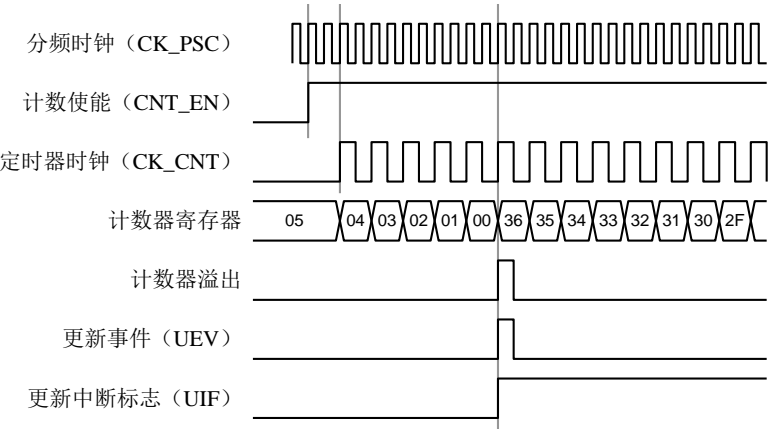 分频时钟（CK_PSC）
计数使能（CNT_EN）
定时器时钟（CK_CNT）
计数器寄存器 05 04 03 02 01 00 36 35 34 33 32 31 30 2F
计数器溢出
更新事件（UEV）
更新中断标志（UIF）